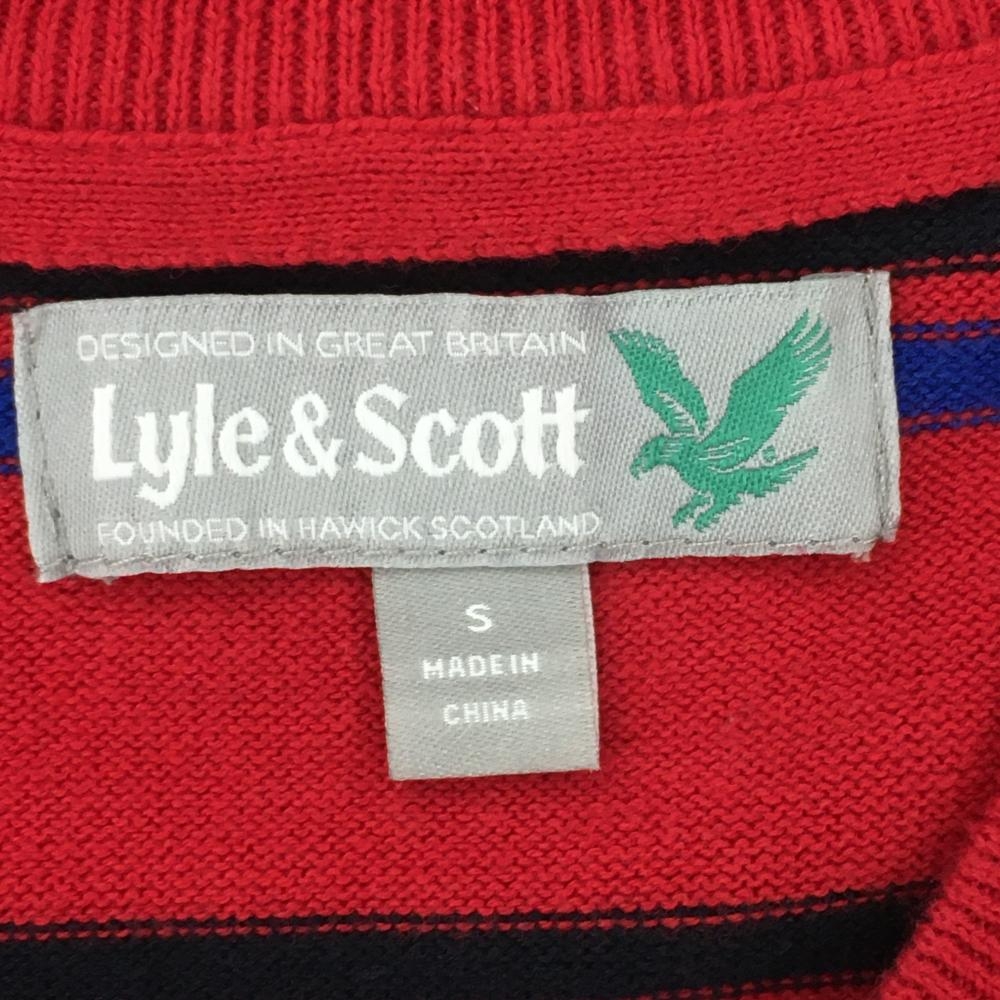 DESIGNED IN GREAT BRITAIN
Lyle & Scott
FOUNDED IN HAWICK SCOTLAND
S
MADE IN
CHINA